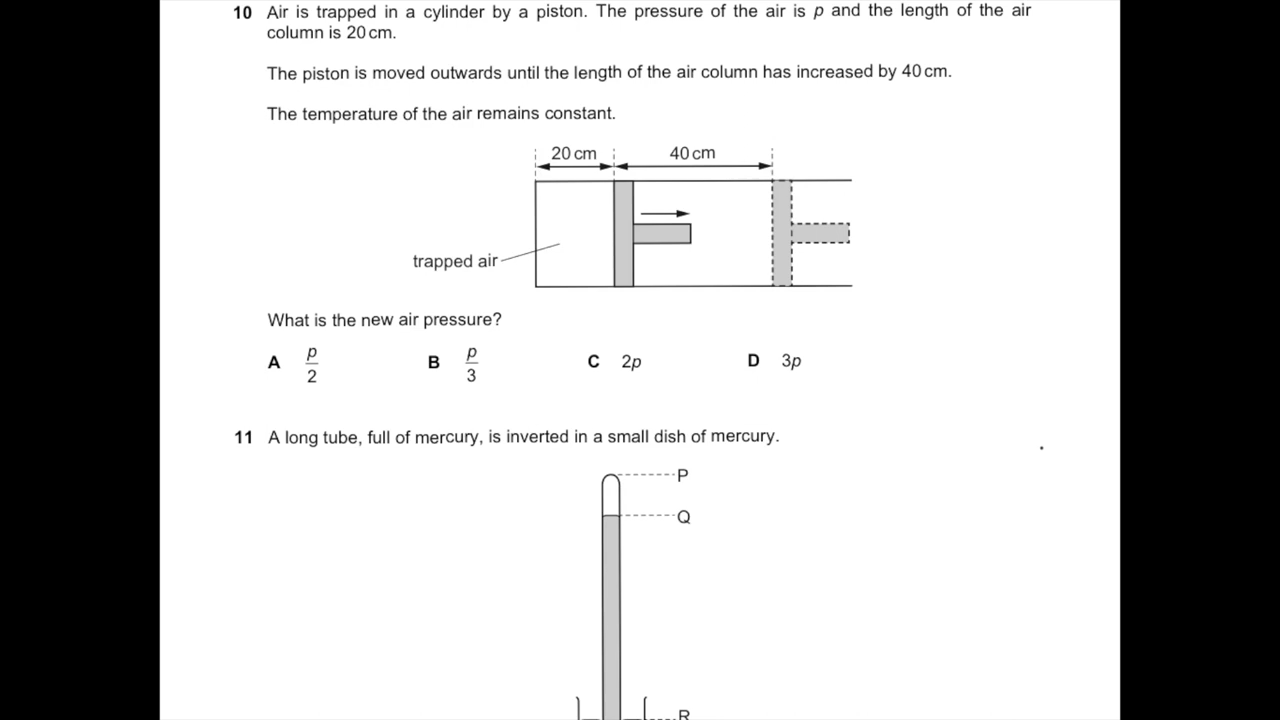 10 Air is trapped in a cylinder by a piston. The pressure of the air is p and the length of the air
column is 20 cm.
The piston is moved outwards until the length of the air column has increased by 40 cm.
The temperature of the air remains constant.
20 cm 40 cm
trapped air
What is the new air pressure?
A p/2 B p/3 C 2p D 3p
11 A long tube, full of mercury, is inverted in a small dish of mercury.
P
Q
R